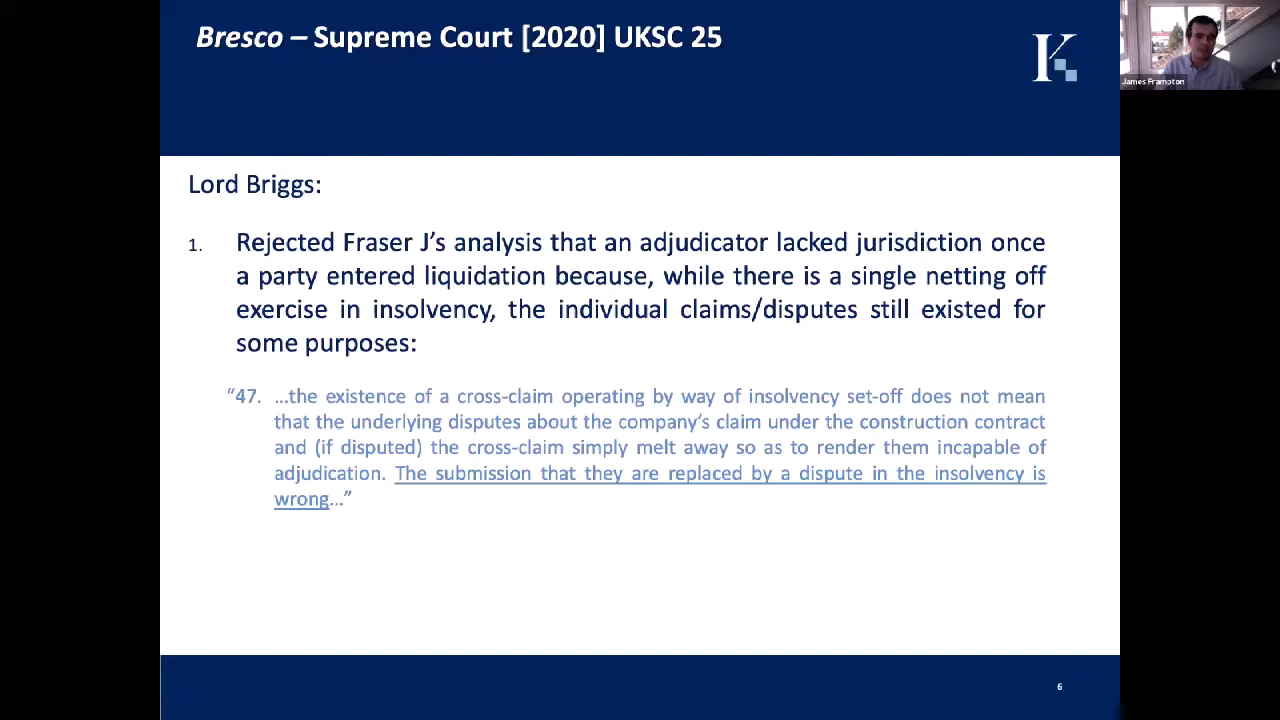 Bresco – Supreme Court [2020] UKSC 25
K
James Frampton
Lord Briggs:
1. Rejected Fraser J’s analysis that an adjudicator lacked jurisdiction once
a party entered liquidation because, while there is a single netting off
exercise in insolvency, the individual claims/disputes still existed for
some purposes:
“47. …the existence of a cross-claim operating by way of insolvency set-off does not mean
that the underlying disputes about the company’s claim under the construction contract
and (if disputed) the cross-claim simply melt away so as to render them incapable of
adjudication. The submission that they are replaced by a dispute in the insolvency is
wrong…”
6